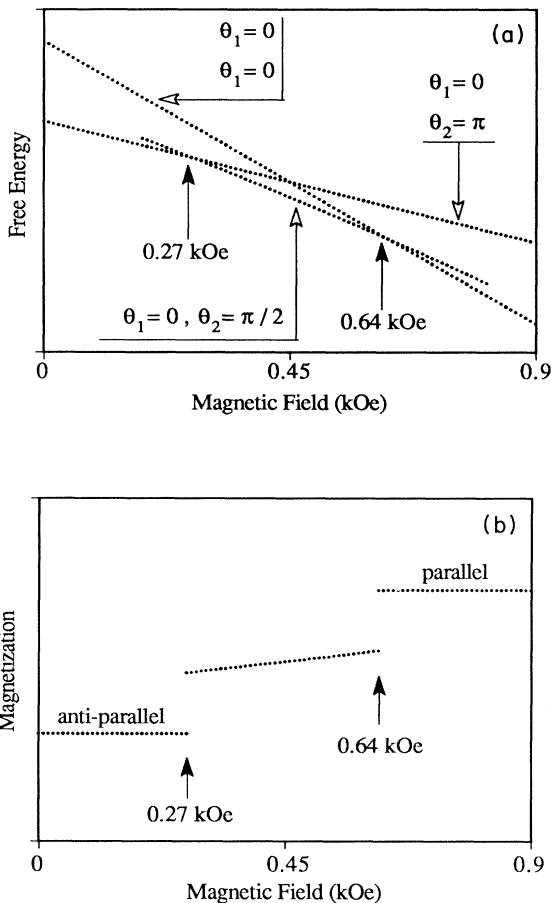 (a)
θ1 = 0
θ1 = 0
θ1 = 0
θ2 = π
Free Energy
0.27 kOe
θ1 = 0 , θ2 = π / 2
0.64 kOe
0 0.45 0.9
Magnetic Field (kOe)
(b)
parallel
Magnetization
anti-parallel
0.64 kOe
0.27 kOe
0 0.45 0.9
Magnetic Field (kOe)